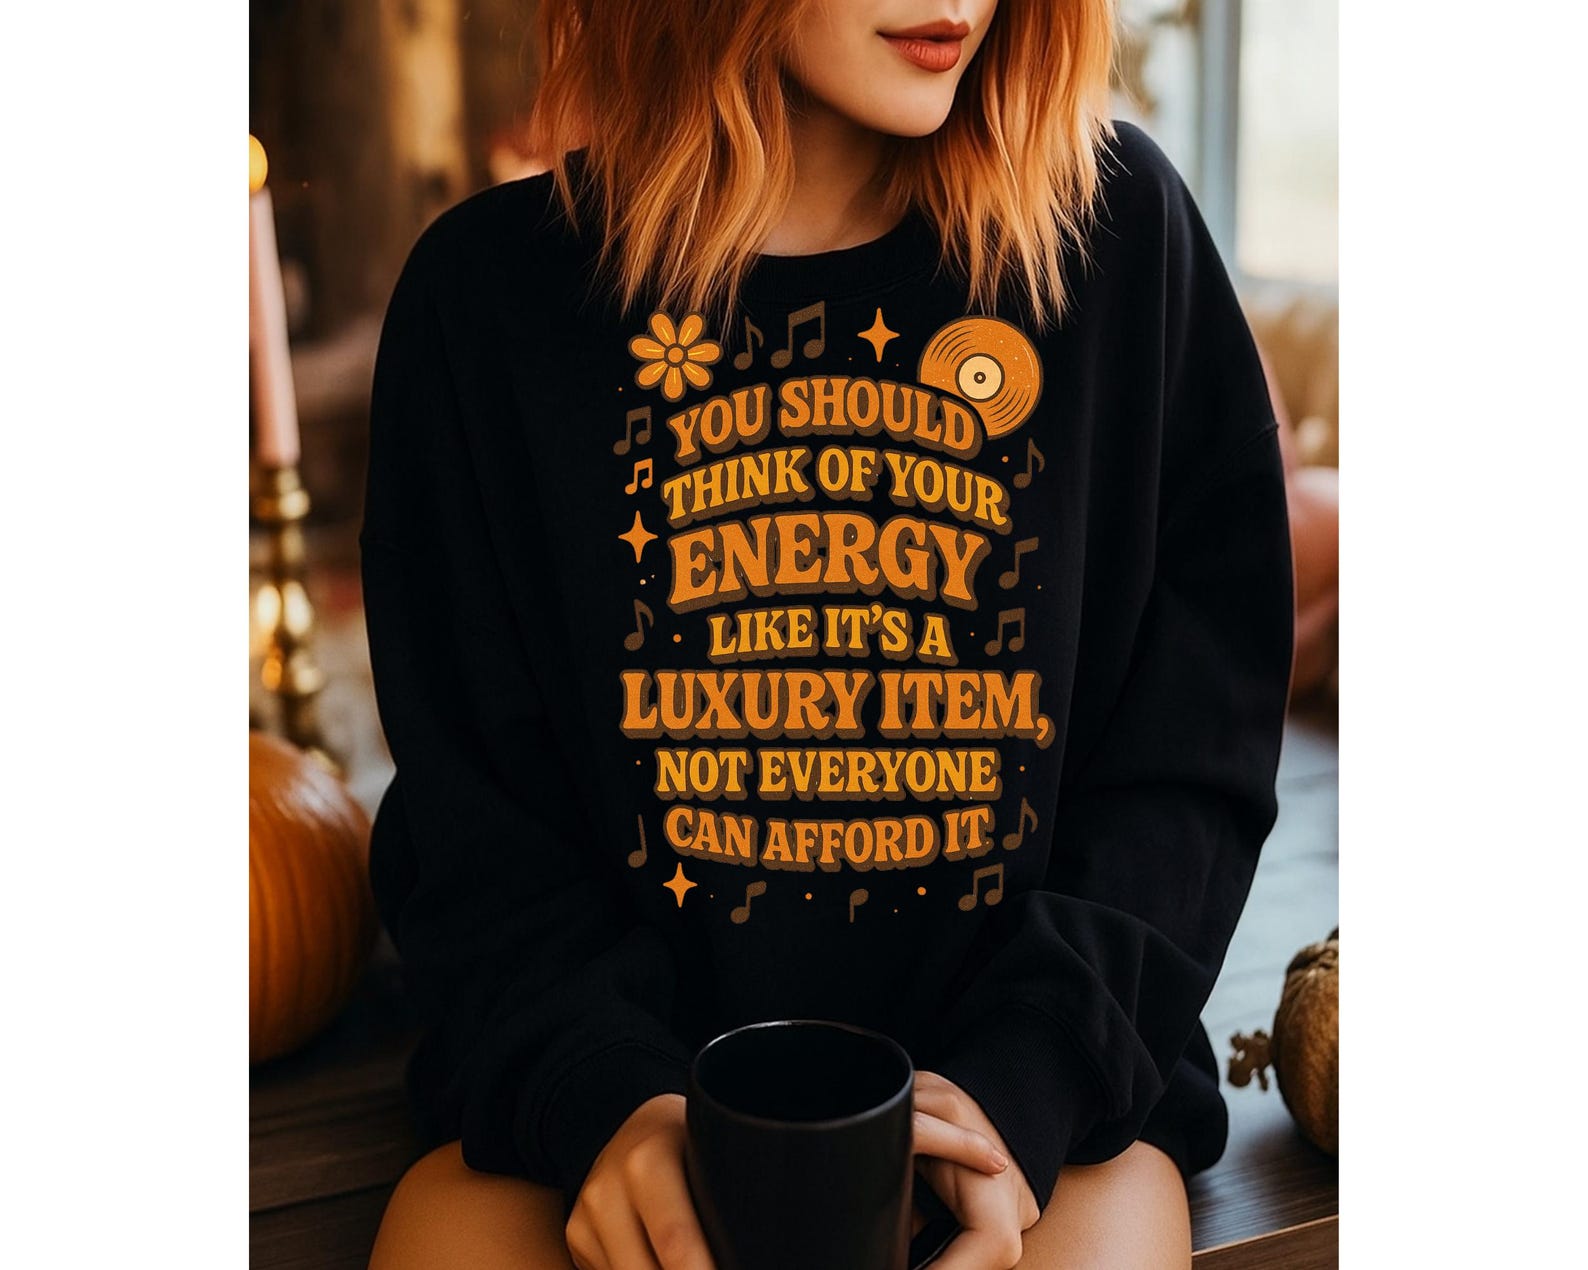 YOU SHOULD
THINK OF YOUR
ENERGY
LIKE IT'S A
LUXURY ITEM,
NOT EVERYONE
CAN AFFORD IT.